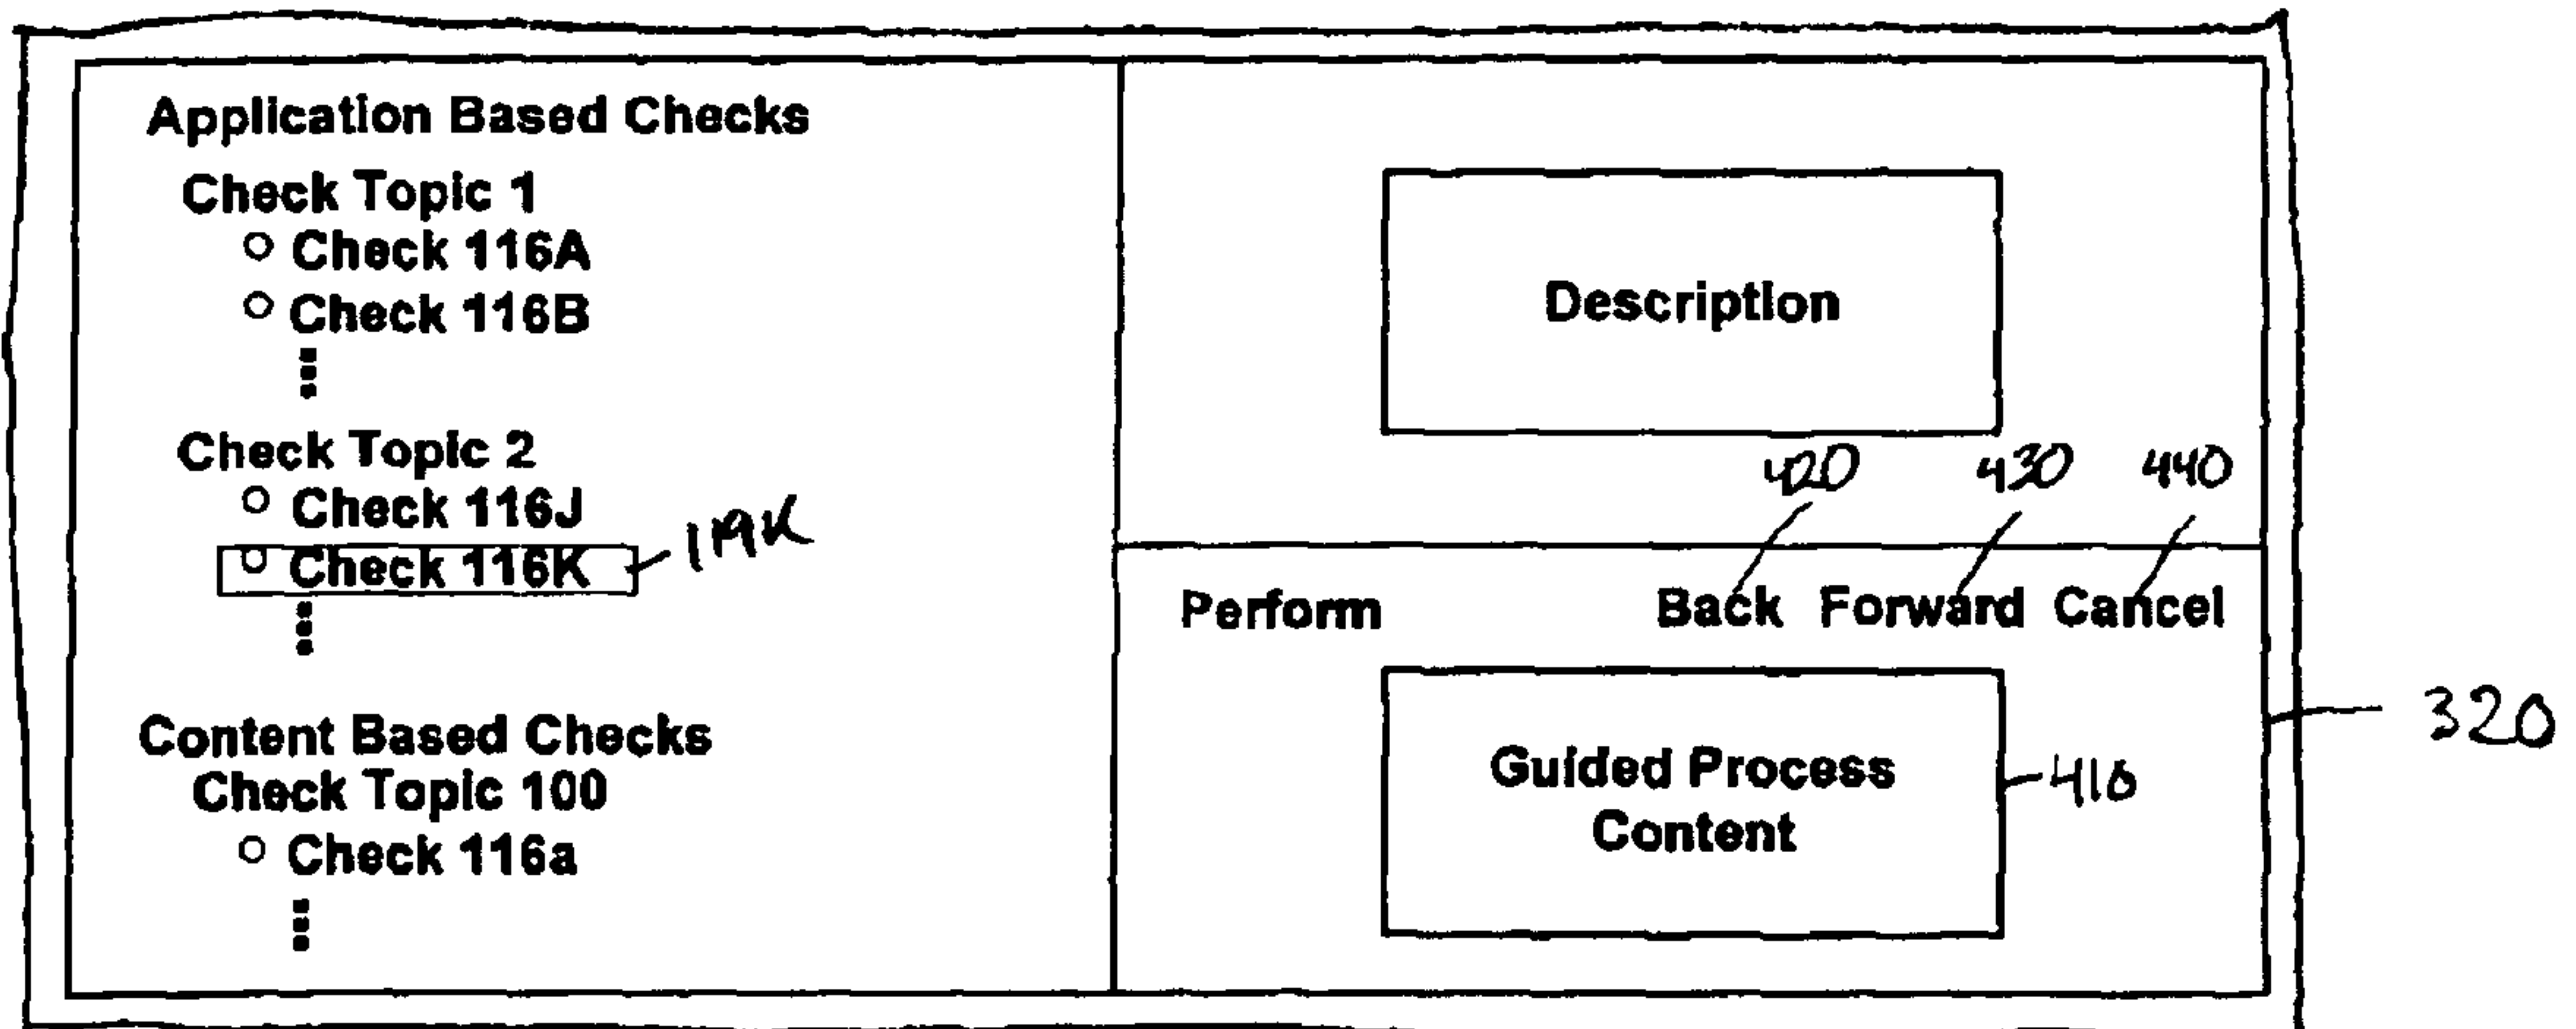 Application Based Checks
Check Topic 1
Check 116A
Check 116B
Check Topic 2
Check 116J
Check 116K
119K
Content Based Checks
Check Topic 100
Check 116a
Description
420 430 440
Perform Back Forward Cancel
Guided Process
Content
410
320